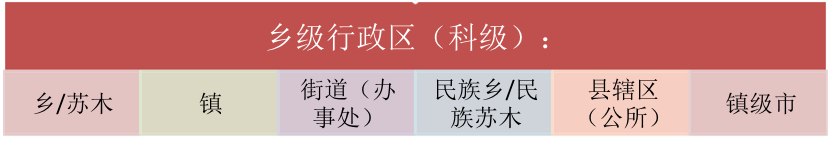 乡级行政区（科级）：
乡/苏木
镇
街道（办
事处）
民族乡/民
族苏木
县辖区
（公所）
镇级市